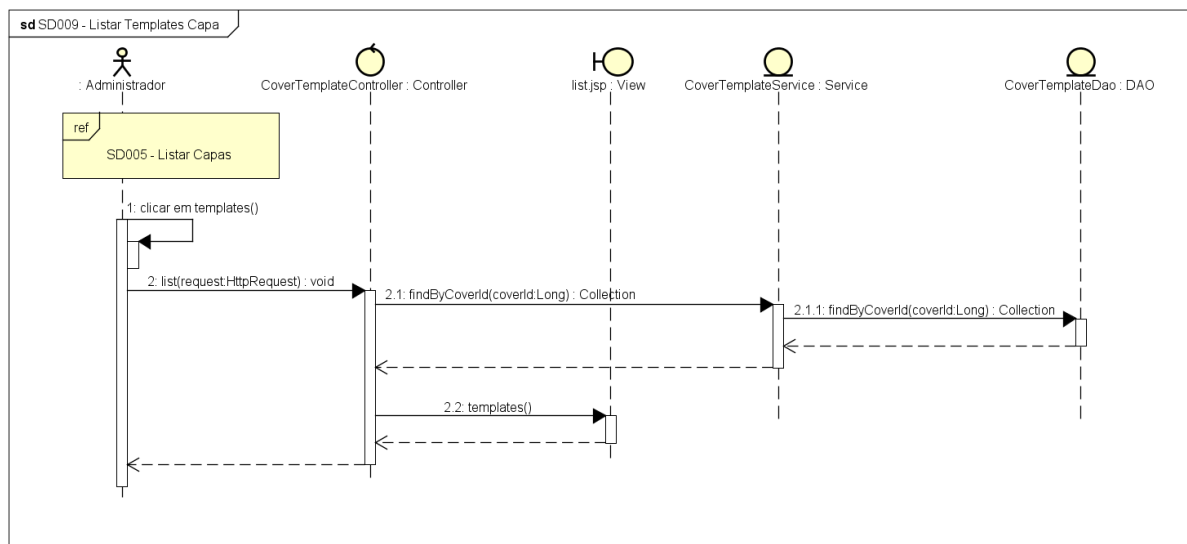 sd SD009 - Listar Templates Capa
: Administrador
CoverTemplateController : Controller
list.jsp : View
CoverTemplateService : Service
CoverTemplateDao : DAO
ref
SD005 - Listar Capas
1: clicar em templates()
2: list(request:HttpRequest) : void
2.1: findByCoverId(coverId:Long) : Collection
2.1.1: findByCoverId(coverId:Long) : Collection
2.2: templates()